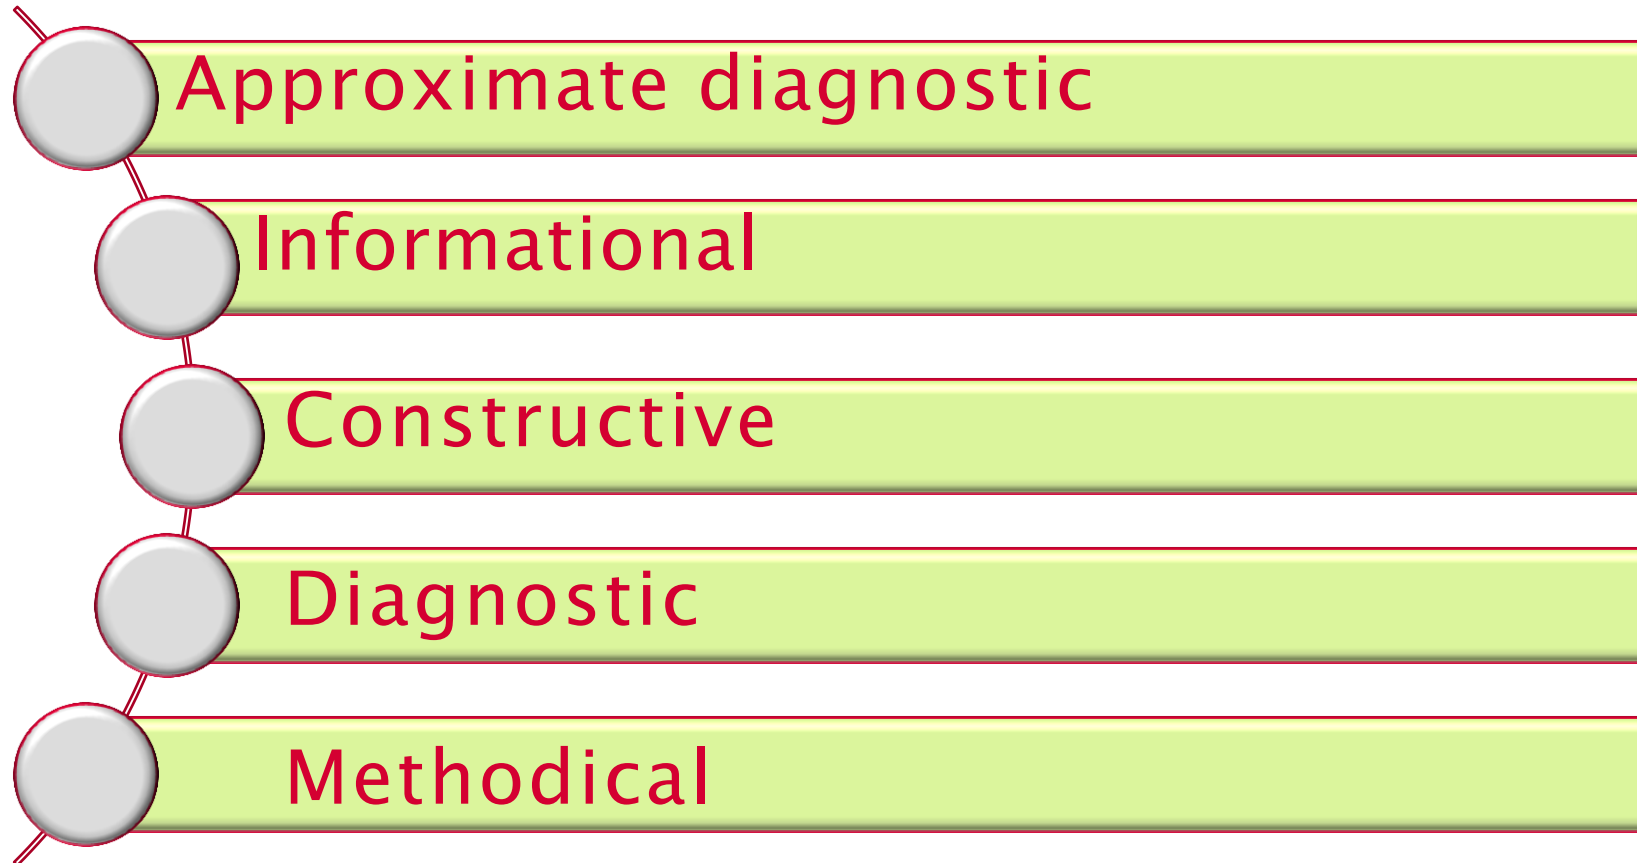 Approximate diagnostic
Informational
Constructive
Diagnostic
Methodical